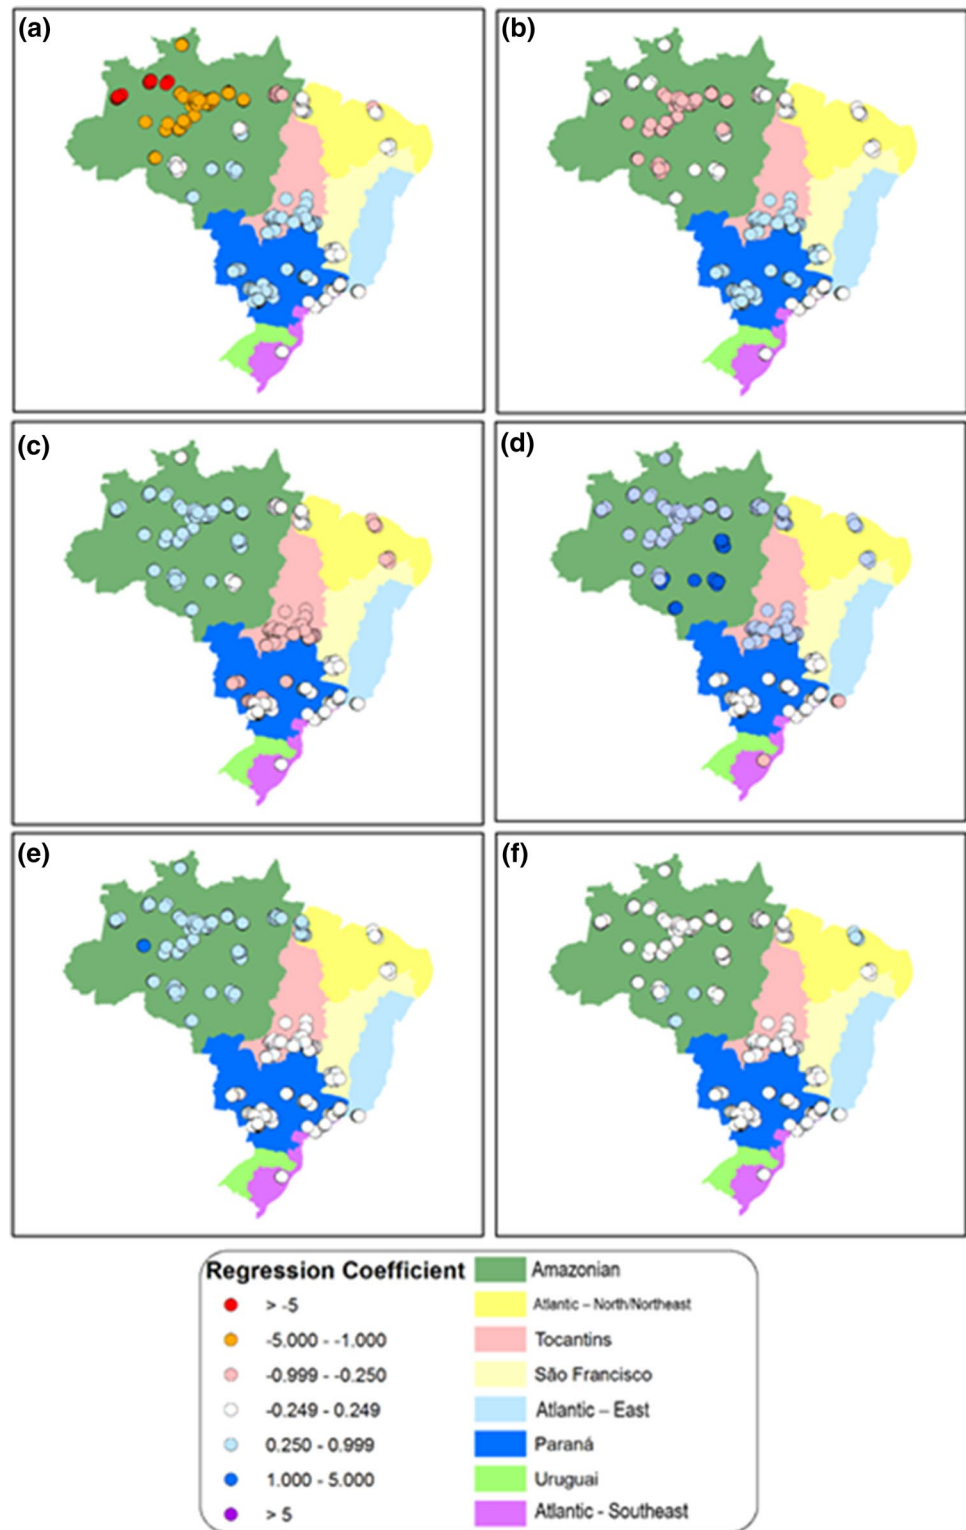 (a)
(b)
(c)
(d)
(e)
(f)
Regression Coefficient
> -5
-5.000 - -1.000
-0.999 - -0.250
-0.249 - 0.249
0.250 - 0.999
1.000 - 5.000
> 5
Amazonian
Atlantic – North/Northeast
Tocantins
São Francisco
Atlantic – East
Paraná
Uruguai
Atlantic - Southeast